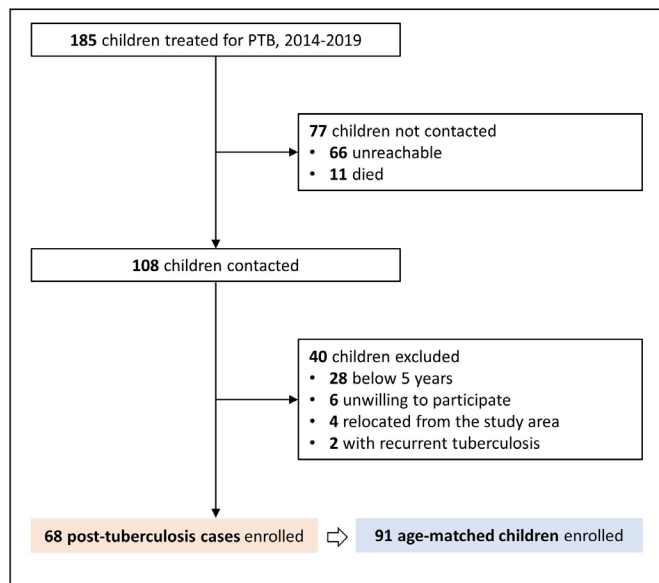 185 children treated for PTB, 2014-2019
77 children not contacted
• 66 unreachable
• 11 died
108 children contacted
40 children excluded
• 28 below 5 years
• 6 unwilling to participate
• 4 relocated from the study area
• 2 with recurrent tuberculosis
68 post-tuberculosis cases enrolled
91 age-matched children enrolled